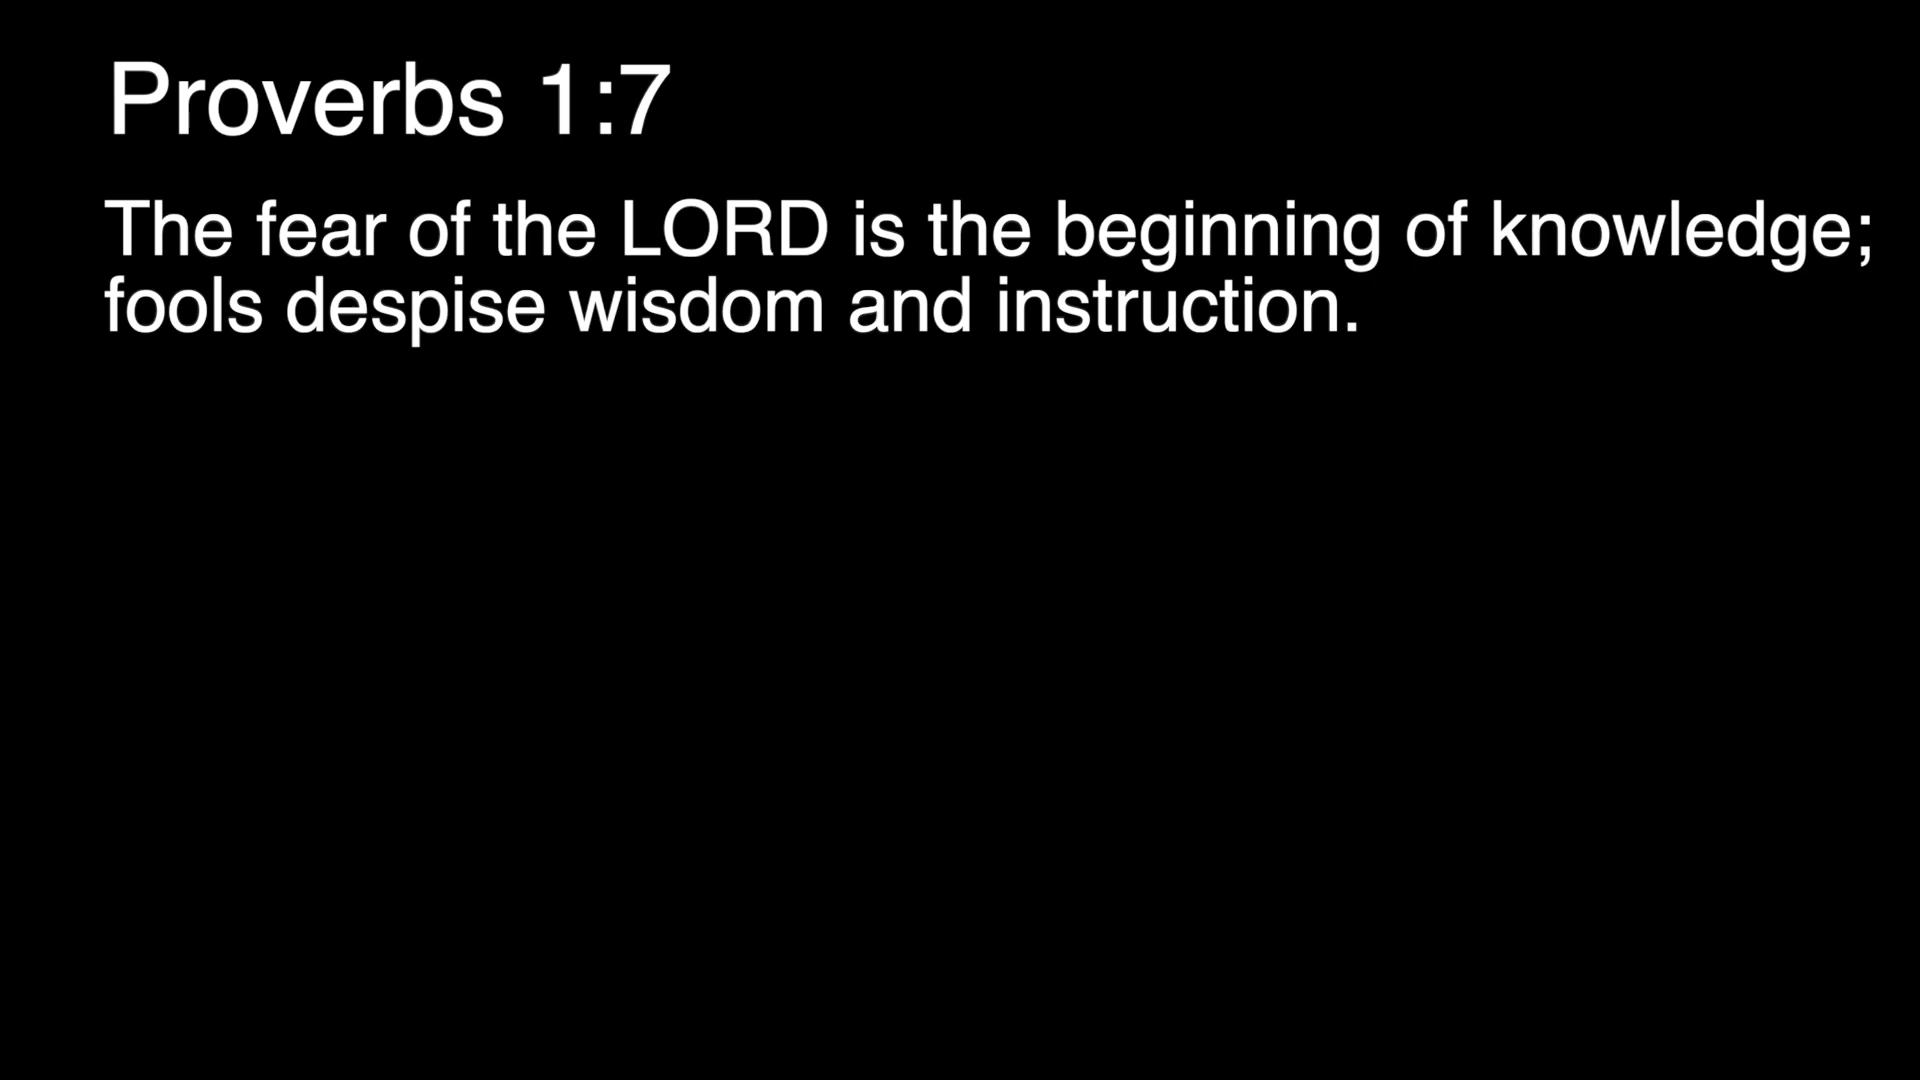 Proverbs 1:7
The fear of the LORD is the beginning of knowledge;
fools despise wisdom and instruction.